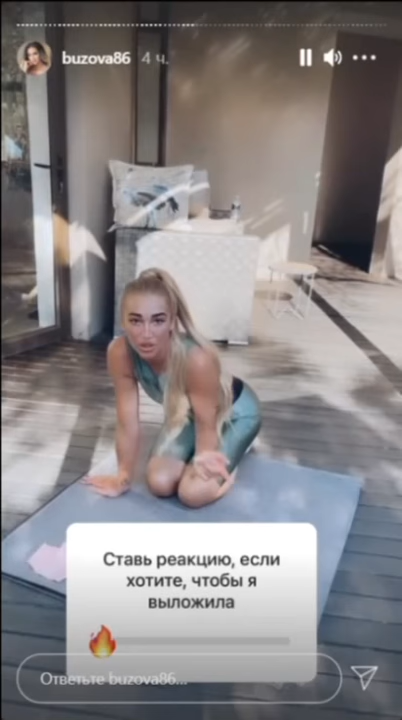 buzova86 4 ч.
Ставь реакцию, если
хотите, чтобы я
выложила
Ответьте buzova86...